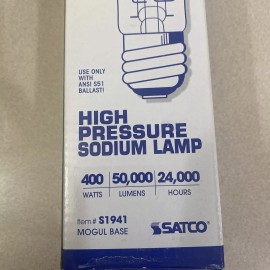 USE ONLY
WITH
ANSI S51
BALLAST!
HIGH
PRESSURE
SODIUM LAMP
400 50,000 24,000
WATTS LUMENS HOURS
Item # S1941
MOGUL BASE
SATCO